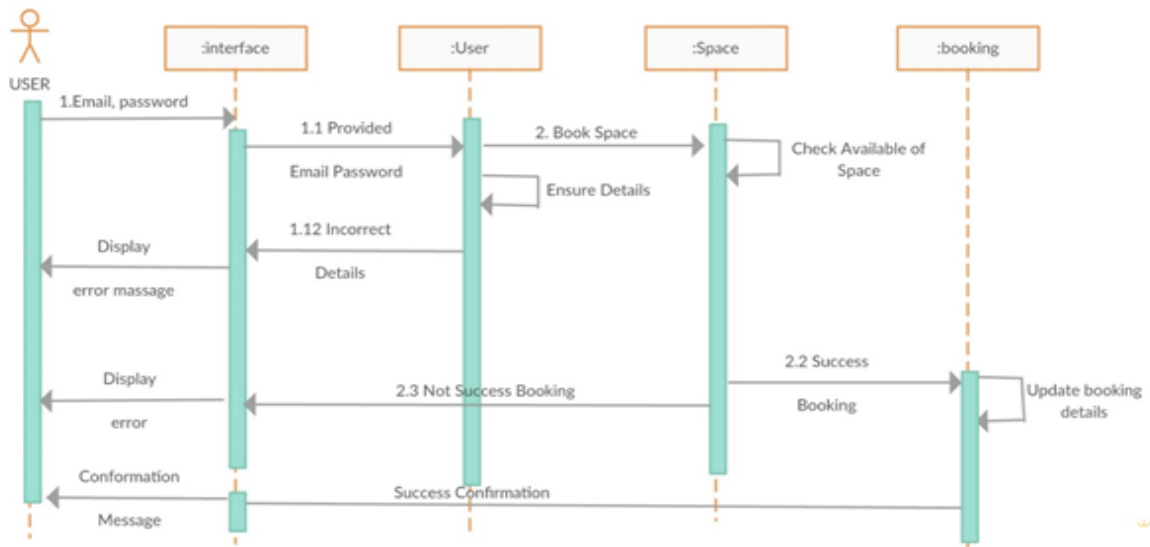 :interface
:User
:Space
:booking
USER
1.Email, password
1.1 Provided
Email Password
2. Book Space
Check Available of
Space
Ensure Details
1.12 Incorrect
Details
Display
error massage
2.2 Success
Booking
Display
error
2.3 Not Success Booking
Update booking
details
Conformation
Message
Success Confirmation